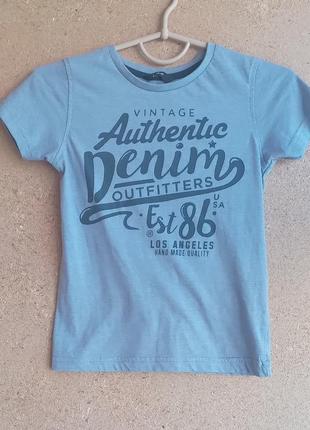 VINTAGE
Authentic
Denim
OUTFITTERS
USA
Est 86
®
LOS ANGELES
HAND MADE QUALITY